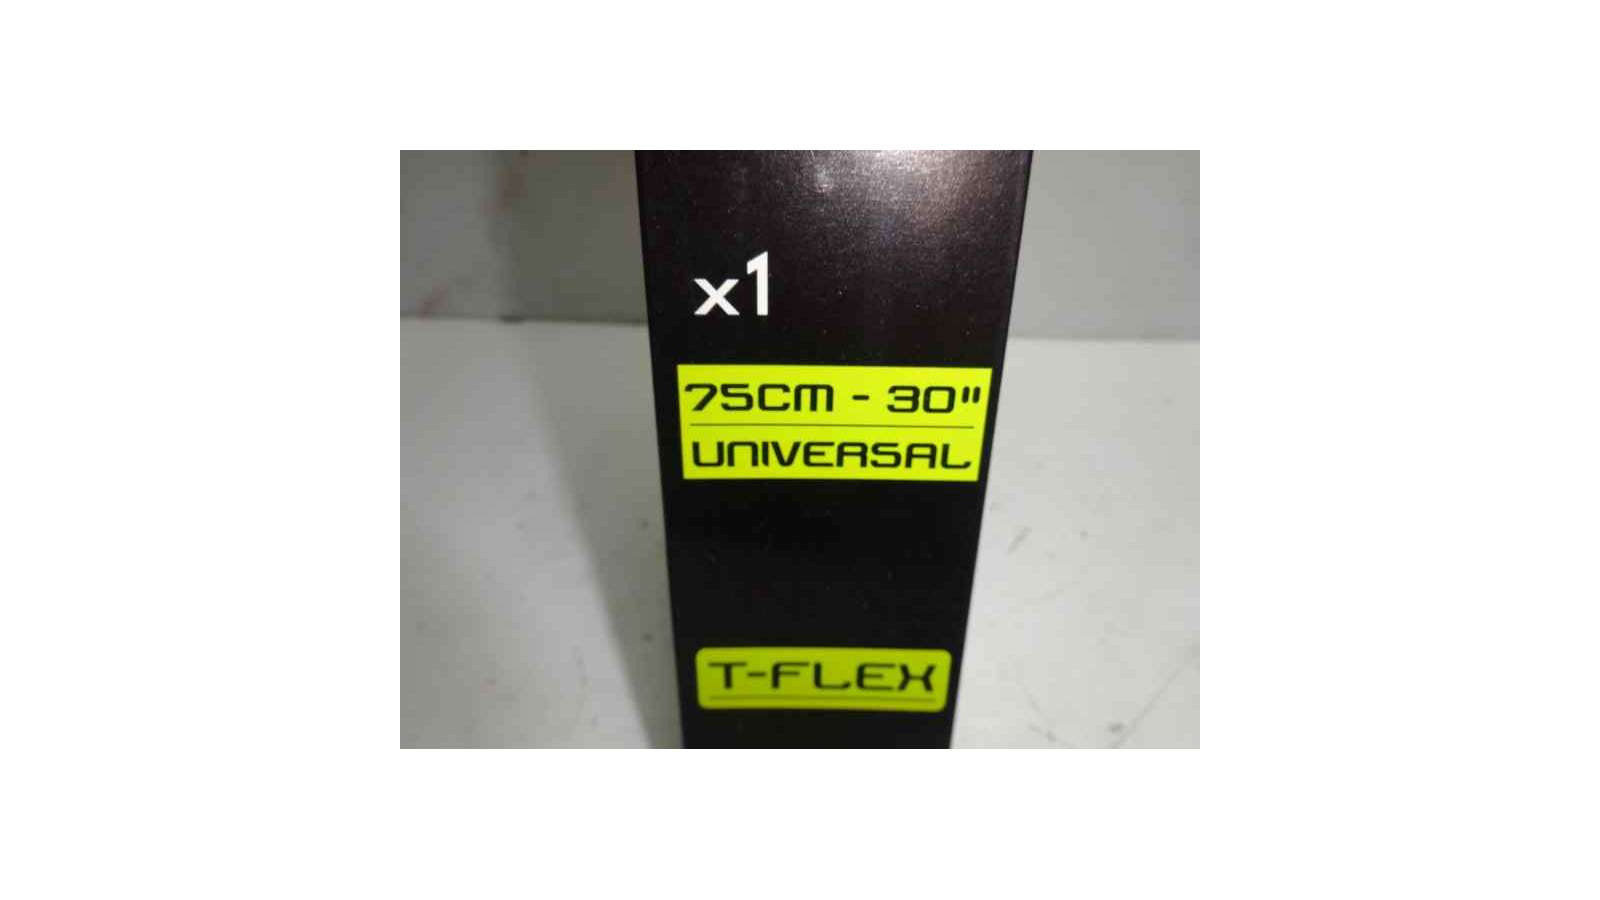 x1
75CM - 30"
UNIVERSAL
T-FLEX